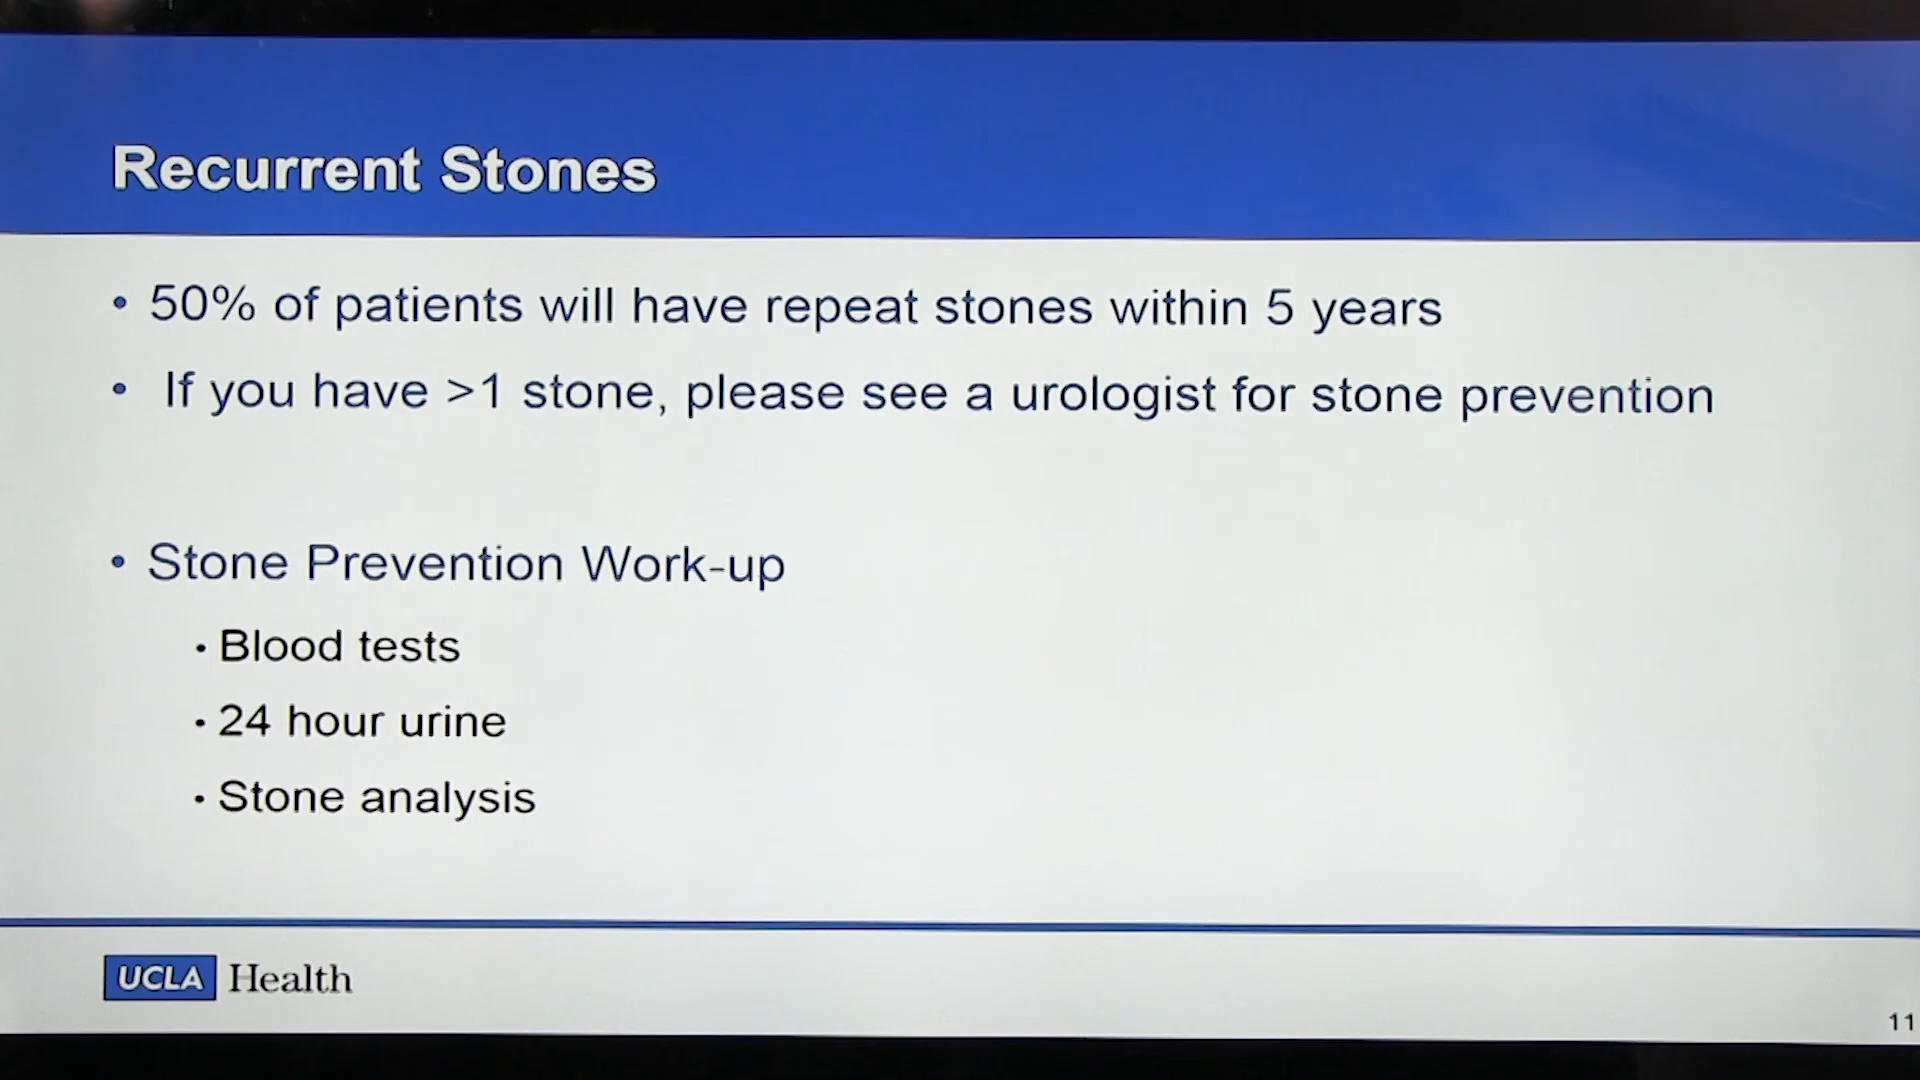 Recurrent Stones
• 50% of patients will have repeat stones within 5 years
• If you have >1 stone, please see a urologist for stone prevention
• Stone Prevention Work-up
• Blood tests
• 24 hour urine
• Stone analysis
UCLA Health
11